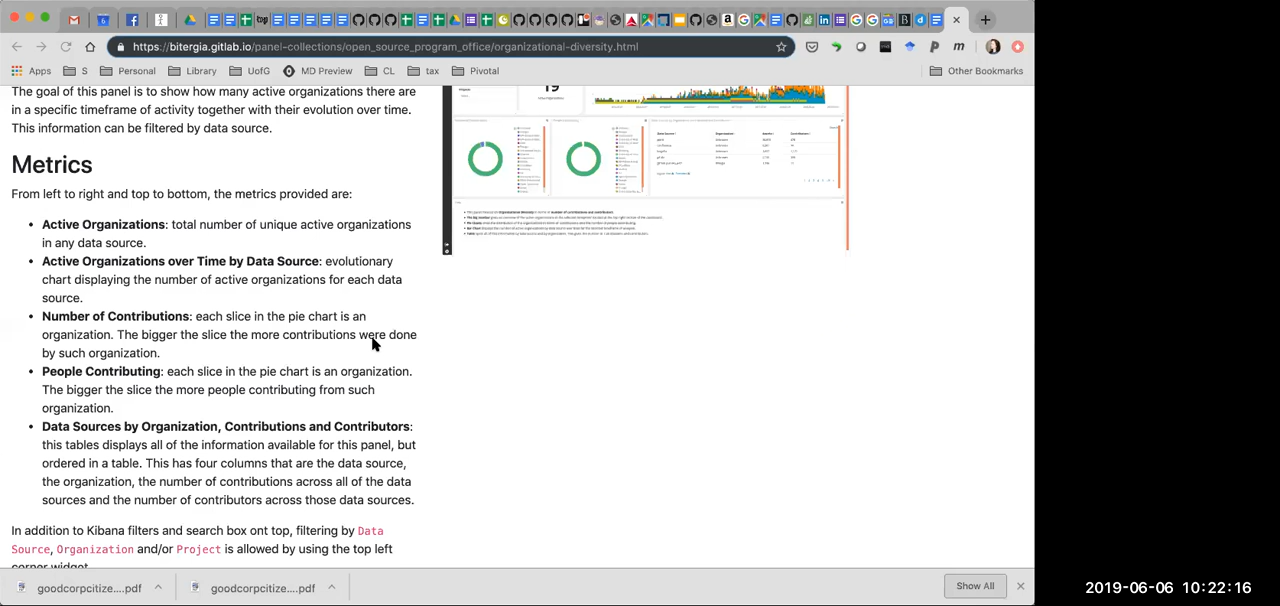 https://bitergia.gitlab.io/panel-collections/open_source_program_office/organizational-diversity.html
Apps S Personal Library UofG MD Preview CL tax Pivotal Other Bookmarks
The goal of this panel is to show how many active organizations there are
in any frame time of activity together with their evolution over time.
This information can be filtered by data source.
Metrics
From left to right and top to bottom, the metrics provided are:
• Active organizations: total number of unique active organizations
in any data source.
• Active Organizations over Time by Data Source: evolutionary
chart displaying the number of active organizations for each data
source.
• Number of Contributions: each slice in the pie chart is an
organization. The bigger the slice the more contributions were done
by such organization.
• People Contributing: each slice in the pie chart is an organization.
The bigger the slice the more people contributing from such
organization.
• Data Sources by Organization, Contributions and Contributors:
this tables displays all of the information available for this panel, but
ordered in a table. This has four columns that are the data source,
the organization, the number of contributions across all of the data
sources and the number of contributors across those data sources.
In addition to Kibana filters and search box ont top, filtering by Data
Source, Organization and/or Project is allowed by using the top left
corner widget.
19
goodcorpcitize....pdf goodcorpcitize....pdf Show All
2019-06-06 10:22:16